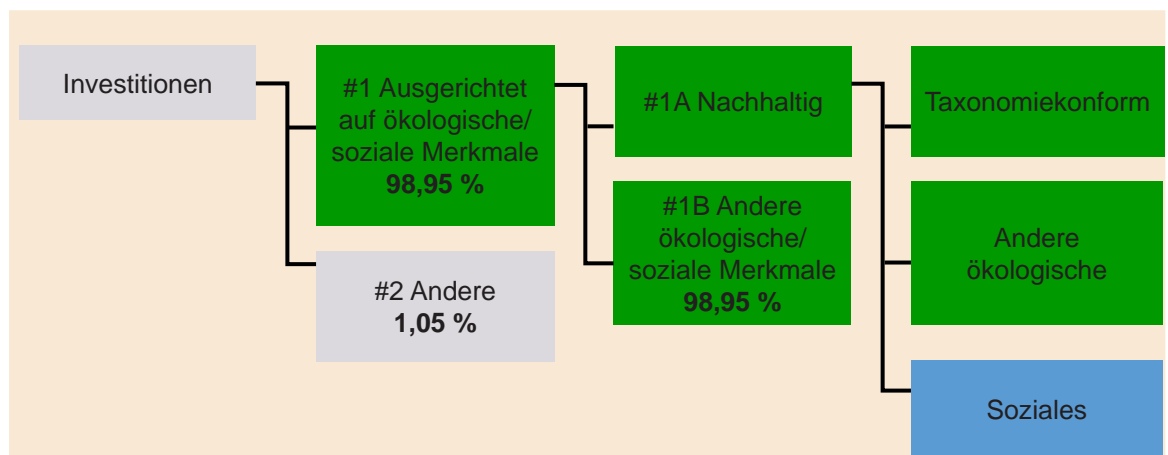 Investitionen
#1 Ausgerichtet
auf ökologische/
soziale Merkmale
98,95 %
#2 Andere
1,05 %
#1A Nachhaltig
#1B Andere
ökologische/
soziale Merkmale
98,95 %
Taxonomiekonform
Andere
ökologische
Soziales